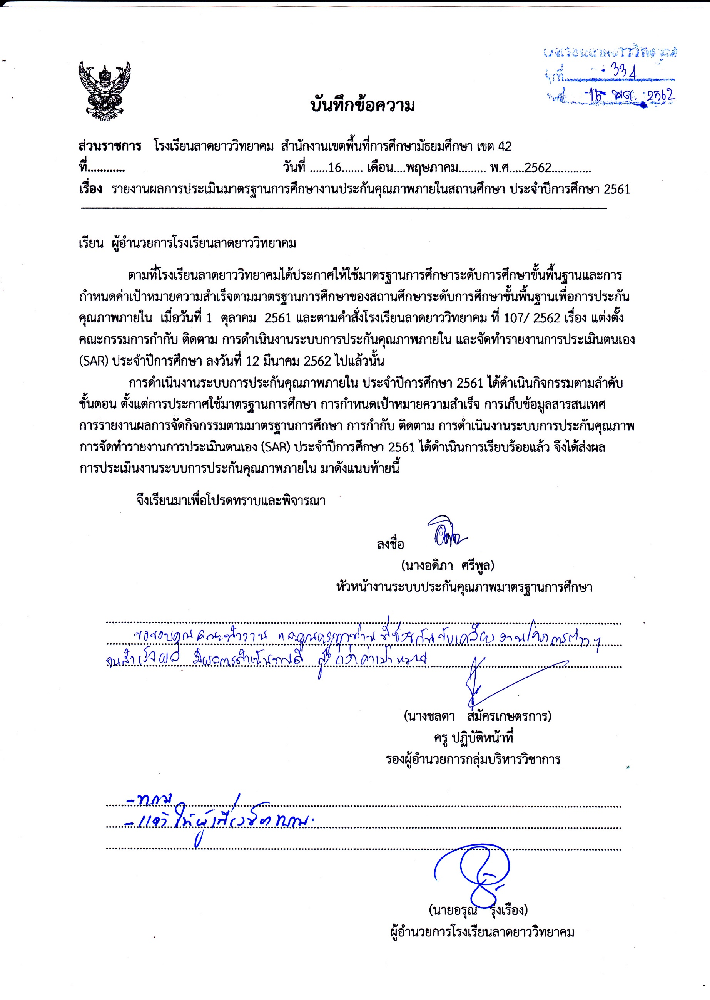 โรงเรียนลาดยาววิทยาคม
334
วันที่ 16 พ.ค. 2562
บันทึกข้อความ
ส่วนราชการ โรงเรียนลาดยาววิทยาคม สำนักงานเขตพื้นที่การศึกษามัธยมศึกษา เขต 42
ที่............ วันที่ ......16....... เดือน....พฤษภาคม......... พ.ศ.....2562.............
เรื่อง รายงานผลการประเมินมาตรฐานการศึกษางานประกันคุณภาพภายในสถานศึกษา ประจำปีการศึกษา 2561
เรียน ผู้อำนวยการโรงเรียนลาดยาววิทยาคม
ตามที่โรงเรียนลาดยาววิทยาคมได้ประกาศให้ใช้มาตรฐานการศึกษาระดับการศึกษาขั้นพื้นฐานและการ
กำหนดค่าเป้าหมายความสำเร็จตามมาตรฐานการศึกษาของสถานศึกษาระดับการศึกษาขั้นพื้นฐานเพื่อการประกัน
คุณภาพภายใน เมื่อวันที่ 1 ตุลาคม 2561 และตามคำสั่งโรงเรียนลาดยาววิทยาคม ที่ 107/ 2562 เรื่อง แต่งตั้ง
คณะกรรมการกำกับ ติดตาม การดำเนินงานระบบการประกันคุณภาพภายใน และจัดทำรายงานการประเมินตนเอง
(SAR) ประจำปีการศึกษา ลงวันที่ 12 มีนาคม 2562 ไปแล้วนั้น
การดำเนินงานระบบการประกันคุณภาพภายใน ประจำปีการศึกษา 2561 ได้ดำเนินกิจกรรมตามลำดับ
ขั้นตอน ตั้งแต่การประกาศใช้มาตรฐานการศึกษา การกำหนดเป้าหมายความสำเร็จ การเก็บข้อมูลสารสนเทศ
การรายงานผลการจัดกิจกรรมตามมาตรฐานการศึกษา การกำกับ ติดตาม การดำเนินงานระบบการประกันคุณภาพ
การจัดทำรายงานการประเมินตนเอง (SAR) ประจำปีการศึกษา 2561 ได้ดำเนินการเรียบร้อยแล้ว จึงได้ส่งผล
การประเมินงานระบบการประกันคุณภาพภายใน มาดังแนบท้ายนี้
จึงเรียนมาเพื่อโปรดทราบและพิจารณา
ลงชื่อ
(นางอดิภา ศรีพูล)
หัวหน้างานระบบประกันคุณภาพมาตรฐานการศึกษา
ขอขอบคุณคณะทำงาน และคุณครูทุกท่าน ที่ช่วยกันขับเคลื่อนงานโครงการต่างๆ
จนสำเร็จผล มีผลการดำเนินงานดี สูงกว่าค่าเป้าหมาย
(นางชลดา สมัครเกษตรการ)
ครู ปฏิบัติหน้าที่
รองผู้อำนวยการกลุ่มบริหารวิชาการ
- ทราบ
- แจ้งให้ผู้เกี่ยวข้องทราบ
(นายอรุณ รุ่งเรือง)
ผู้อำนวยการโรงเรียนลาดยาววิทยาคม